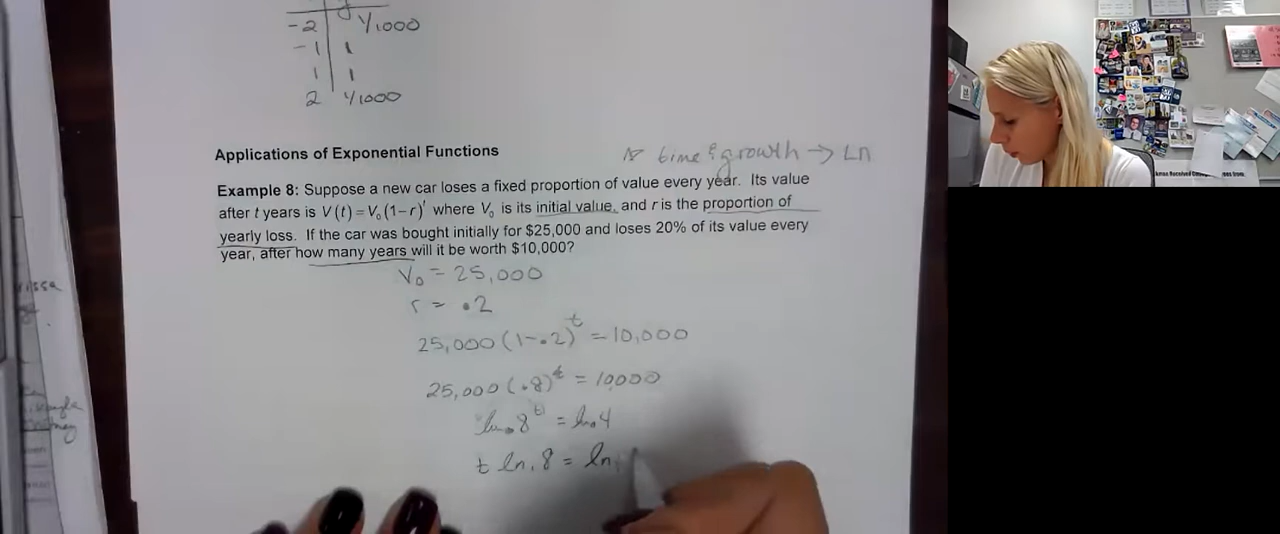 -2 1/1000
-1 1
1 1
2 1/1000
Applications of Exponential Functions
time & growth → Ln
Example 8: Suppose a new car loses a fixed proportion of value every year. Its value
after t years is V(t)=V₀(1-r)ᵗ where V₀ is its initial value, and r is the proportion of
yearly loss. If the car was bought initially for $25,000 and loses 20% of its value every
year, after how many years will it be worth $10,000?
V₀ = 25,000
r = .2
25,000(1-.2)ᵗ = 10,000
25,000(.8)ᵗ = 10,000
ln .8ᵗ = ln .4
t ln .8 = ln .